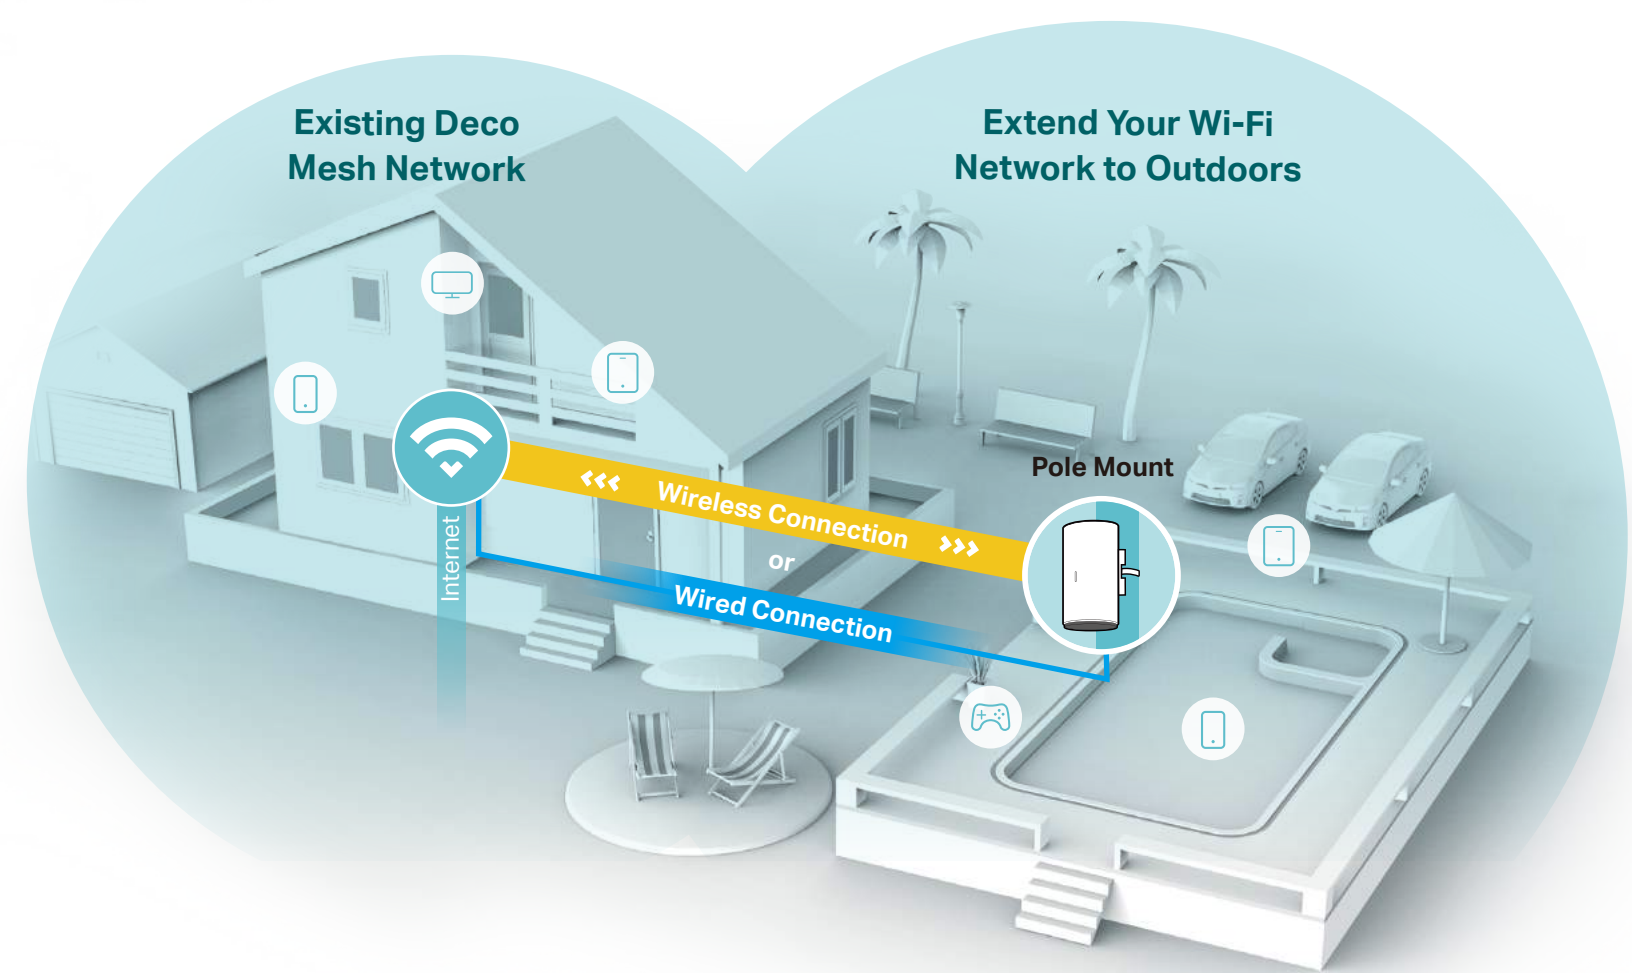 Existing Deco
Mesh Network
Extend Your Wi-Fi
Network to Outdoors
Pole Mount
Wireless Connection
or
Wired Connection
Internet